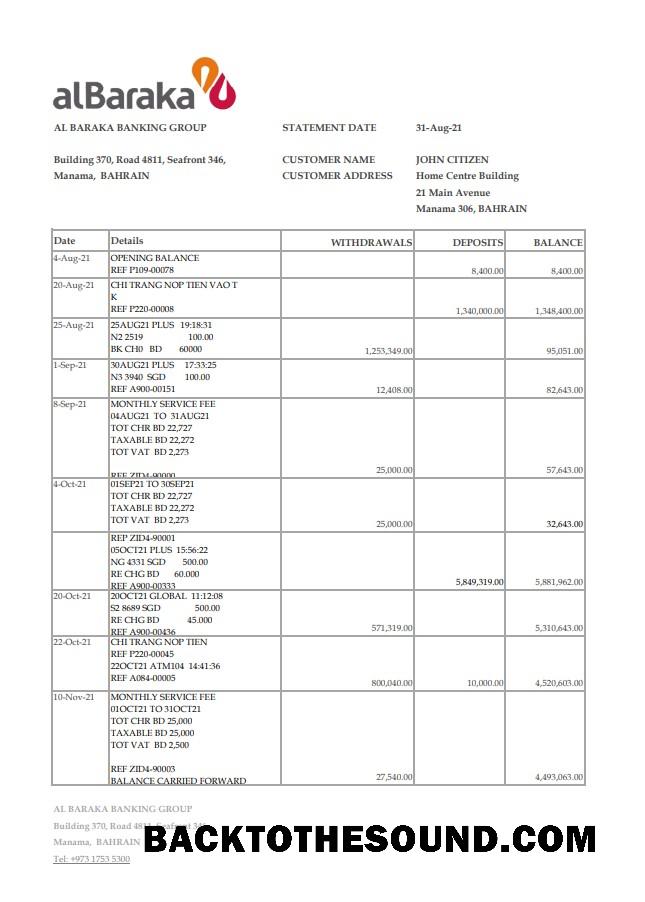 alBaraka
AL BARAKA BANKING GROUP STATEMENT DATE 31-Aug-21
Building 370, Road 4811, Seafront 346, CUSTOMER NAME JOHN CITIZEN
Manama, BAHRAIN CUSTOMER ADDRESS Home Centre Building
21 Main Avenue
Manama 306, BAHRAIN
Date Details WITHDRAWALS DEPOSITS BALANCE
4-Aug-21 OPENING BALANCE
REF P109-00078 8,400.00 8,400.00
20-Aug-21 CHI TRANG NOP TIEN VAO T
K
REF P220-00008 1,340,000.00 1,348,400.00
25-Aug-21 25AUG21 PLUS 19:18:31
N2 2519 100.00
BK CH0 BD 60000 1,253,349.00 95,051.00
1-Sep-21 30AUG21 PLUS 17:33:25
N3 3940 SGD 100.00
REF A900-00151 12,408.00 82,643.00
8-Sep-21 MONTHLY SERVICE FEE
04AUG21 TO 31AUG21
TOT CHR BD 22,727
TAXABLE BD 22,272
TOT VAT BD 2,273
REF ZID4-90000 25,000.00 57,643.00
4-Oct-21 01SEP21 TO 30SEP21
TOT CHR BD 22,727
TAXABLE BD 22,272
TOT VAT BD 2,273 25,000.00 32,643.00
REP ZID4-90001
05OCT21 PLUS 15:56:22
NG 4331 SGD 500.00
RE CHG BD 60.000
REF A900-00333 5,849,319.00 5,881,962.00
20-Oct-21 20OCT21 GLOBAL 11:12:08
S2 8689 SGD 500.00
RE CHG BD 45.000
REF A900-00436 571,319.00 5,310,643.00
22-Oct-21 CHI TRANG NOP TIEN
REF P220-00045
22OCT21 ATM104 14:41:36
REF A084-00005 800,040.00 10,000.00 4,520,603.00
10-Nov-21 MONTHLY SERVICE FEE
01OCT21 TO 31OCT21
TOT CHR BD 25,000
TAXABLE BD 25,000
TOT VAT BD 2,500
REF ZID4-90003
BALANCE CARRIED FORWARD 27,540.00 4,493,063.00
AL BARAKA BANKING GROUP
Building 370, Road 4811, Seafront 346,
Manama, BAHRAIN
Tel: +973 1753 5300
BACKTOTHESOUND.COM